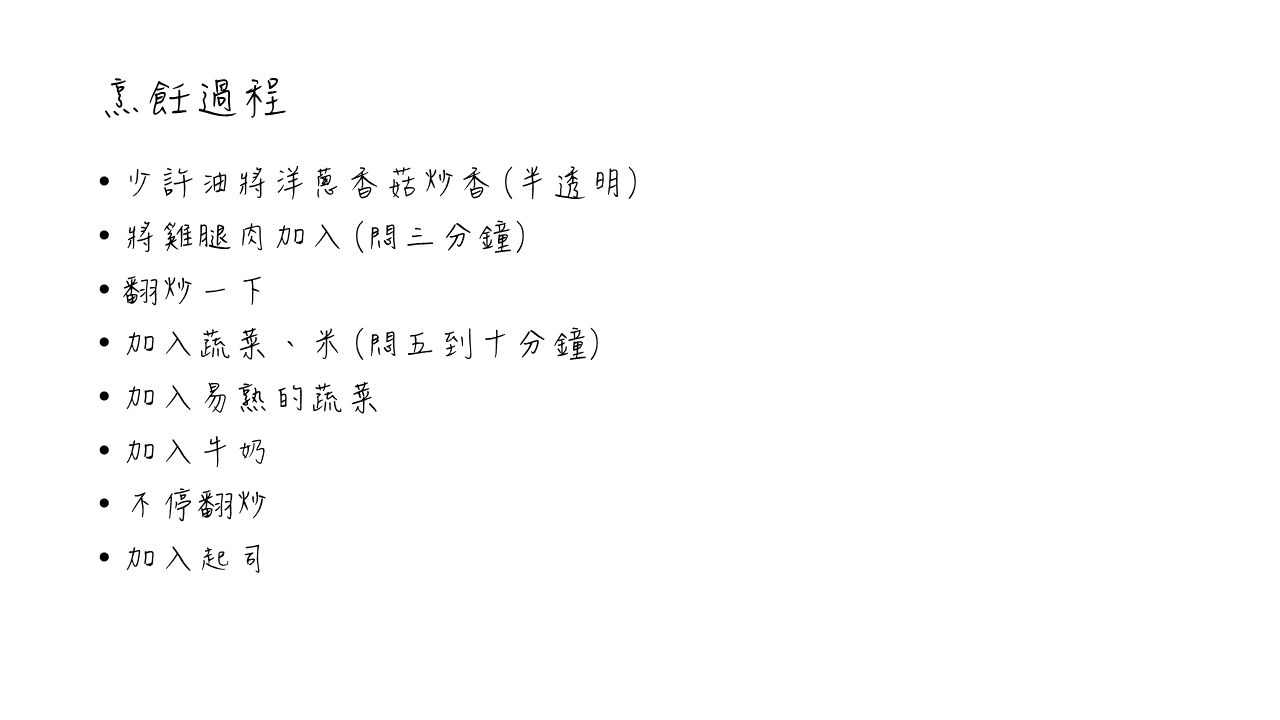 烹飪過程
• 少許油將洋蔥香菇炒香(半透明)
• 將雞腿肉加入(悶三分鐘)
• 翻炒一下
• 加入蔬菜、米(悶五到十分鐘)
• 加入易熟的蔬菜
• 加入牛奶
• 不停翻炒
• 加入起司